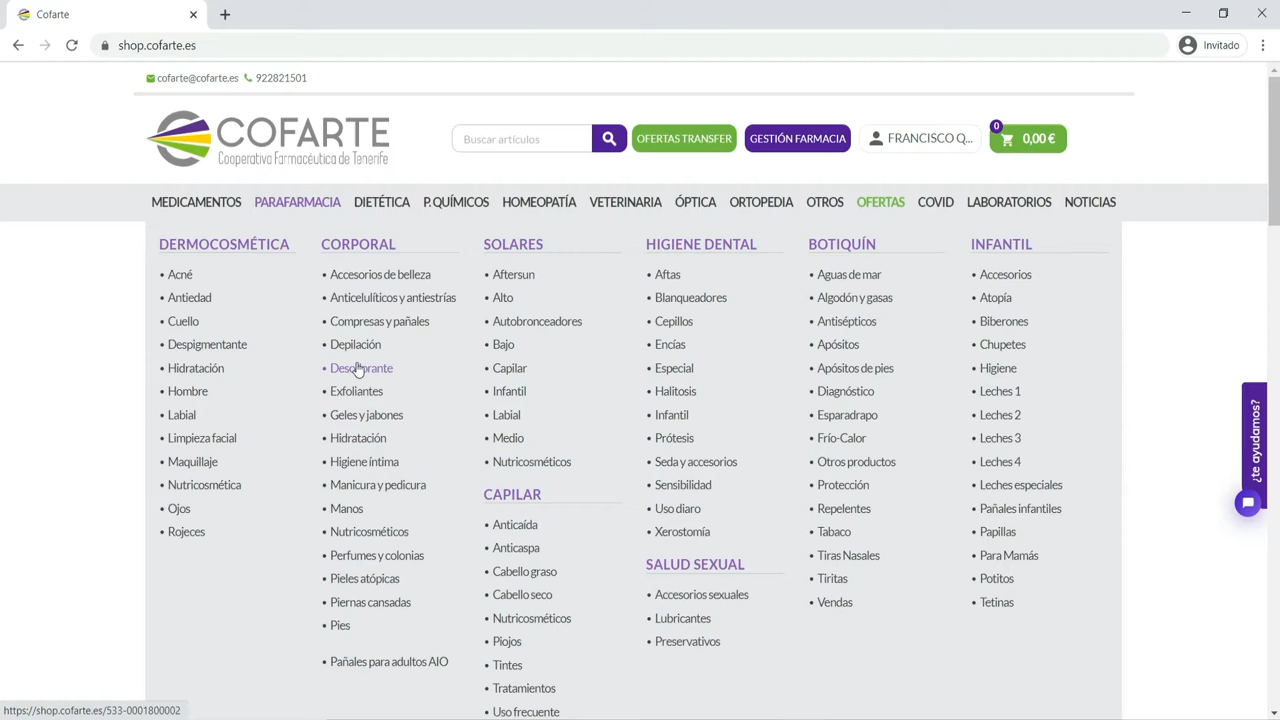 Cofarte
shop.cofarte.es
Invitado
cofarte@cofarte.es 922821501
COFARTE
Cooperativa Farmacéutica de Tenerife
Buscar artículos
OFERTAS TRANSFER
GESTIÓN FARMACIA
FRANCISCO Q...
0
0,00 €
MEDICAMENTOS PARAFARMACIA DIETÉTICA P. QUÍMICOS HOMEOPATÍA VETERINARIA ÓPTICA ORTOPEDIA OTROS OFERTAS COVID LABORATORIOS NOTICIAS
DERMOCOSMÉTICA
• Acné
• Antiedad
• Cuello
• Despigmentante
• Hidratación
• Hombre
• Labial
• Limpieza facial
• Maquillaje
• Nutricosmética
• Ojos
• Rojeces
CORPORAL
• Accesorios de belleza
• Anticelulíticos y antiestrías
• Compresas y pañales
• Depilación
• Desodorante
• Exfoliantes
• Geles y jabones
• Hidratación
• Higiene íntima
• Manicura y pedicura
• Manos
• Nutricosméticos
• Perfumes y colonias
• Pieles atópicas
• Piernas cansadas
• Pies
• Pañales para adultos AIO
SOLARES
• Aftersun
• Alto
• Autobronceadores
• Bajo
• Capilar
• Infantil
• Labial
• Medio
• Nutricosméticos
CAPILAR
• Anticaída
• Anticaspa
• Cabello graso
• Cabello seco
• Nutricosméticos
• Piojos
• Tintes
• Tratamientos
• Uso frecuente
HIGIENE DENTAL
• Aftas
• Blanqueadores
• Cepillos
• Encías
• Especial
• Halitosis
• Infantil
• Prótesis
• Seda y accesorios
• Sensibilidad
• Uso diaro
• Xerostomía
SALUD SEXUAL
• Accesorios sexuales
• Lubricantes
• Preservativos
BOTIQUÍN
• Aguas de mar
• Algodón y gasas
• Antisépticos
• Apósitos
• Apósitos de pies
• Diagnóstico
• Esparadrapo
• Frío-Calor
• Otros productos
• Protección
• Repelentes
• Tabaco
• Tiras Nasales
• Tiritas
• Vendas
INFANTIL
• Accesorios
• Atopía
• Biberones
• Chupetes
• Higiene
• Leches 1
• Leches 2
• Leches 3
• Leches 4
• Leches especiales
• Pañales infantiles
• Papillas
• Para Mamás
• Potitos
• Tetinas
¿te ayudamos?
https://shop.cofarte.es/533-0001800002